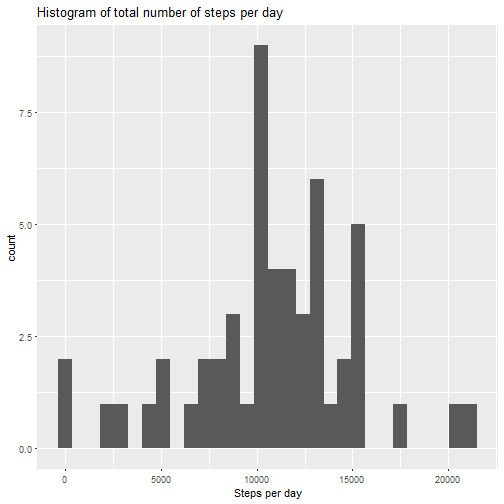 Histogram of total number of steps per day
7.5
5.0
2.5
0.0
count
0 5000 10000 15000 20000
Steps per day